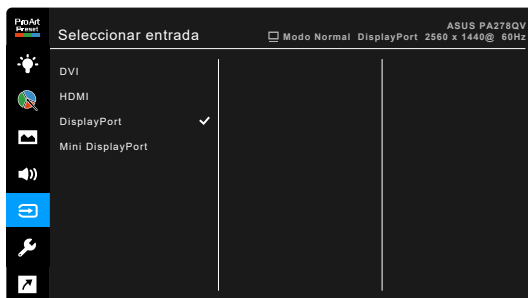 ProArt
Preset
Seleccionar entrada
ASUS PA278QV
Modo Normal DisplayPort 2560 x 1440@ 60Hz
DVI
HDMI
DisplayPort
Mini DisplayPort